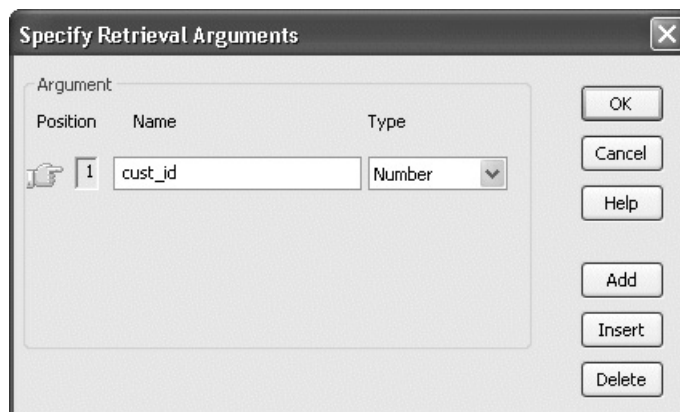 Specify Retrieval Arguments
Argument
Position Name Type
1 cust_id Number
OK
Cancel
Help
Add
Insert
Delete